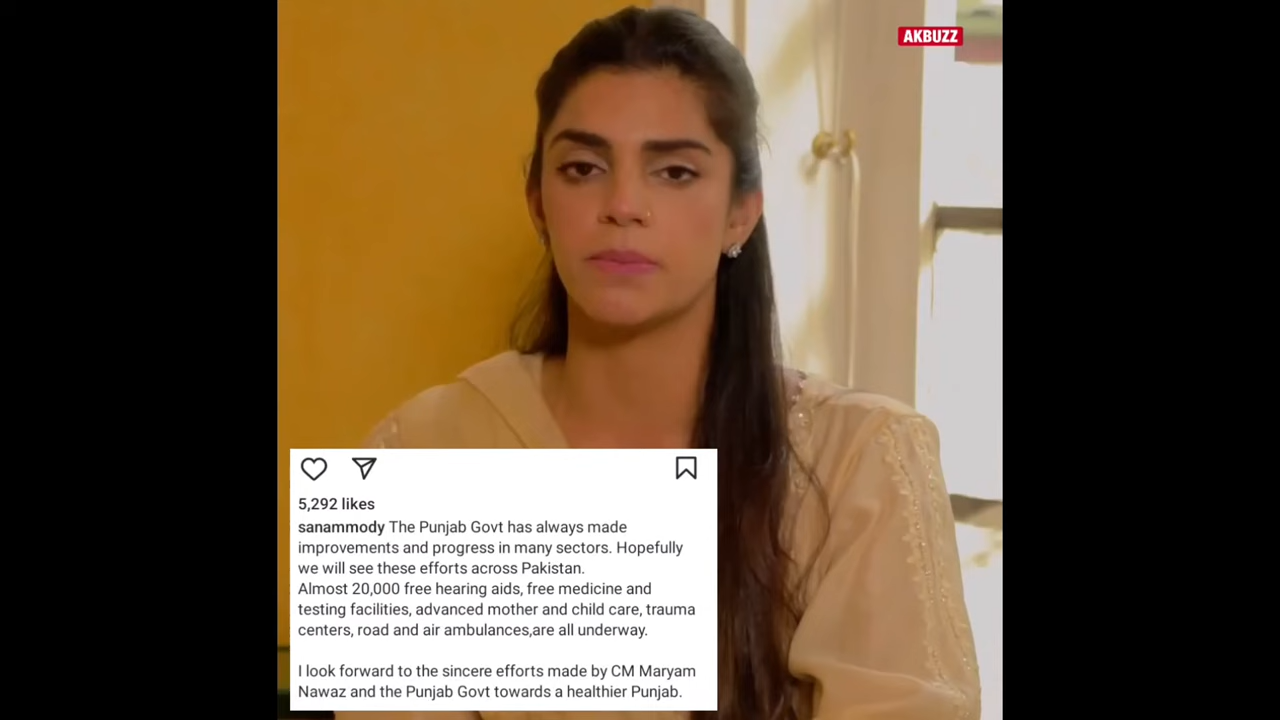 AKBUZZ
5,292 likes
sanammody The Punjab Govt has always made
improvements and progress in many sectors. Hopefully
we will see these efforts across Pakistan.
Almost 20,000 free hearing aids, free medicine and
testing facilities, advanced mother and child care, trauma
centers, road and air ambulances,are all underway.
I look forward to the sincere efforts made by CM Maryam
Nawaz and the Punjab Govt towards a healthier Punjab.